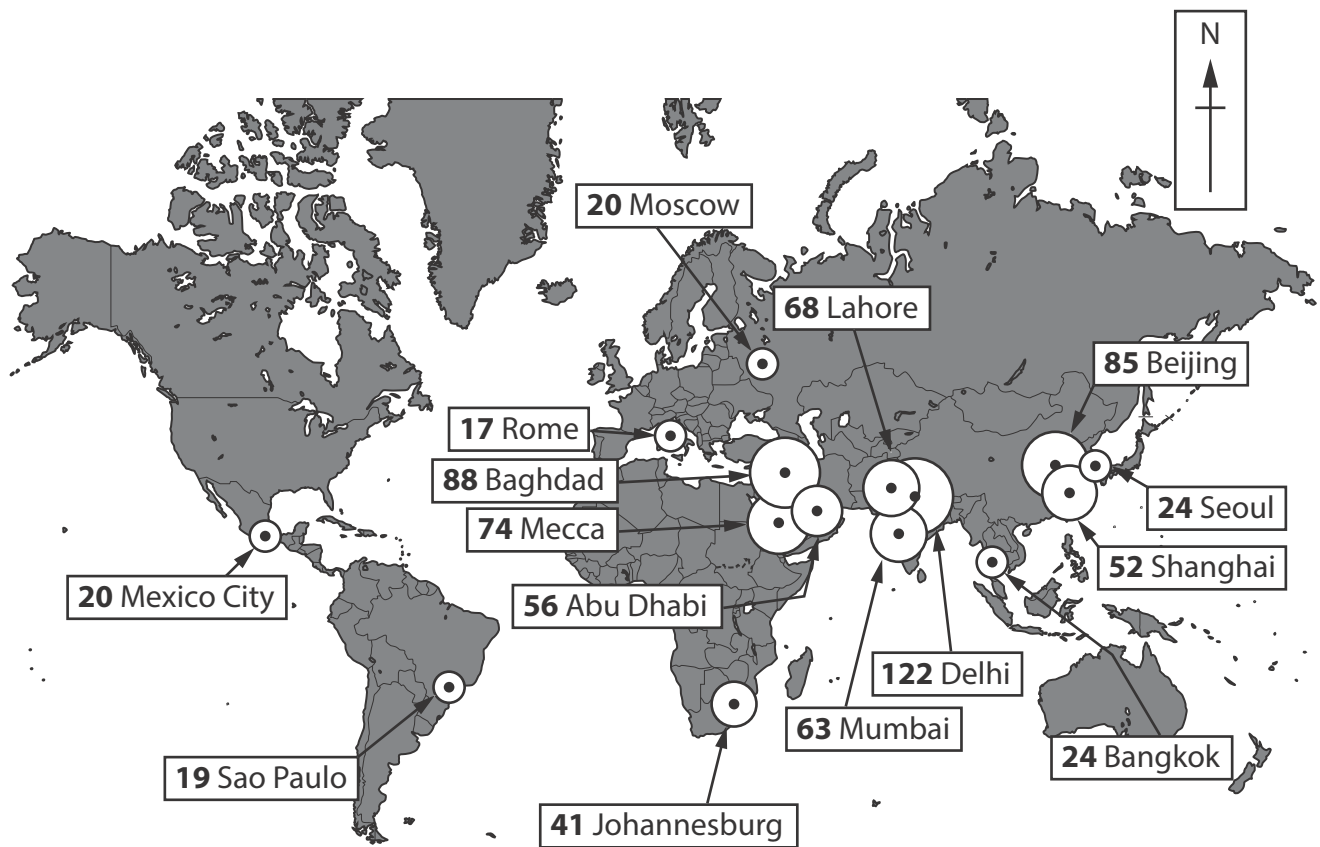 N
20 Moscow
68 Lahore
85 Beijing
17 Rome
88 Baghdad
24 Seoul
74 Mecca
52 Shanghai
20 Mexico City
56 Abu Dhabi
122 Delhi
63 Mumbai
24 Bangkok
19 Sao Paulo
41 Johannesburg